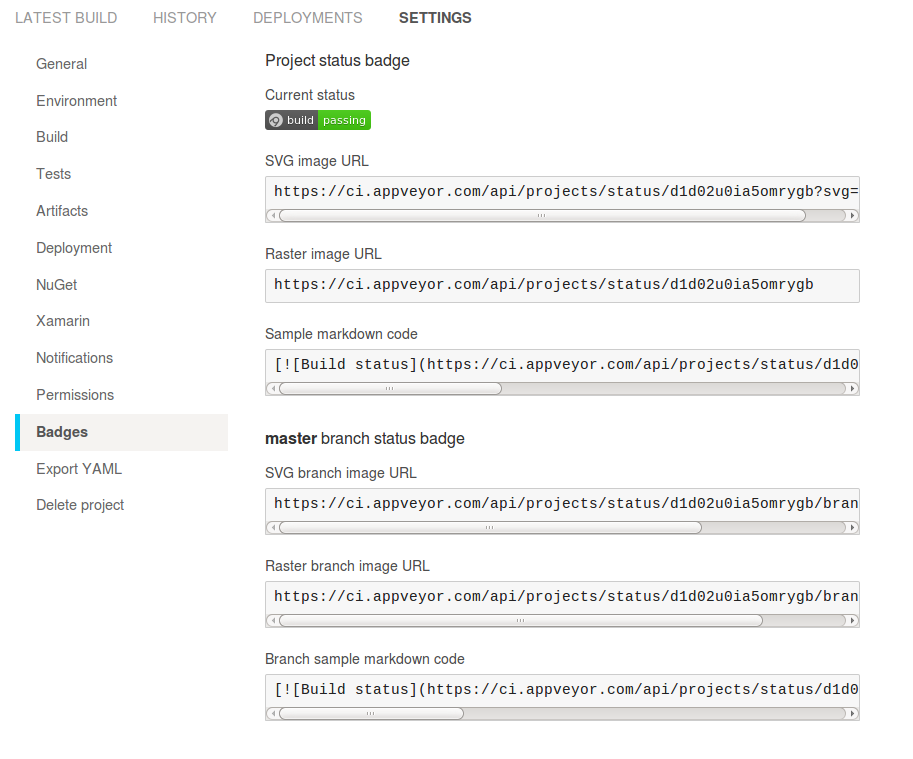 LATEST BUILD HISTORY DEPLOYMENTS SETTINGS
General
Environment
Build
Tests
Artifacts
Deployment
NuGet
Xamarin
Notifications
Permissions
Badges
Export YAML
Delete project
Project status badge
Current status
build passing
SVG image URL
https://ci.appveyor.com/api/projects/status/d1d02u0ia5omrygb?svg=
Raster image URL
https://ci.appveyor.com/api/projects/status/d1d02u0ia5omrygb
Sample markdown code
[![Build status](https://ci.appveyor.com/api/projects/status/d1d0
master branch status badge
SVG branch image URL
https://ci.appveyor.com/api/projects/status/d1d02u0ia5omrygb/bran
Raster branch image URL
https://ci.appveyor.com/api/projects/status/d1d02u0ia5omrygb/bran
Branch sample markdown code
[![Build status](https://ci.appveyor.com/api/projects/status/d1d0